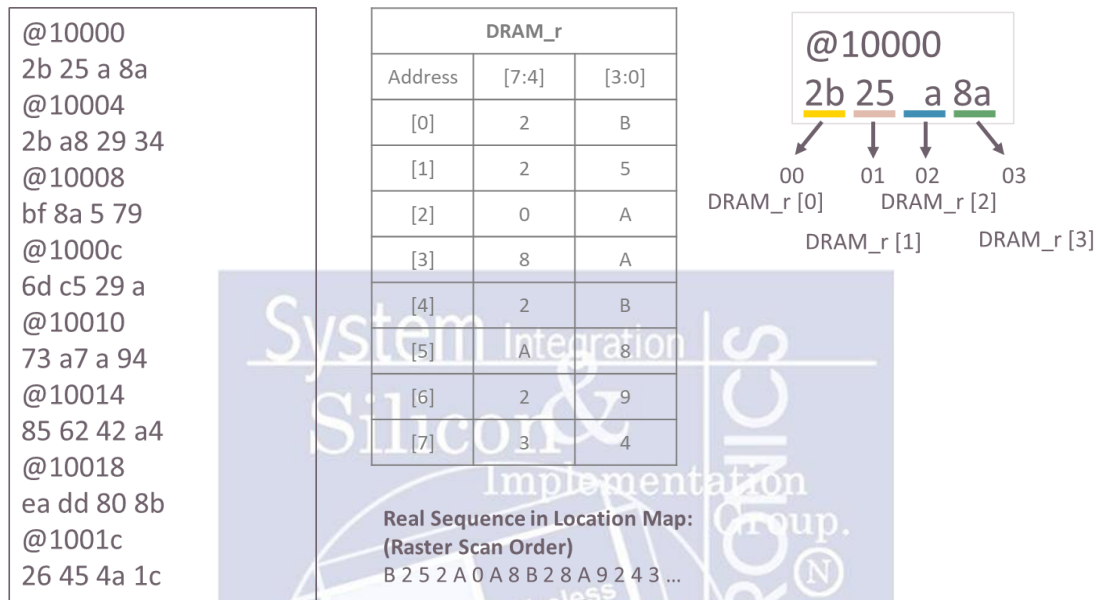 @10000
2b 25 a 8a
@10004
2b a8 29 34
@10008
bf 8a 5 79
@1000c
6d c5 29 a
@10010
73 a7 a 94
@10014
85 62 42 a4
@10018
ea dd 80 8b
@1001c
26 45 4a 1c
DRAM_r
Address [7:4] [3:0]
[0] 2 B
[1] 2 5
[2] 0 A
[3] 8 A
[4] 2 B
[5] A 8
[6] 2 9
[7] 3 4
Real Sequence in Location Map:
(Raster Scan Order)
B 2 5 2 A 0 A 8 B 2 8 A 9 2 4 3 ...
@10000
2b 25 a 8a
00 01 02 03
DRAM_r [0] DRAM_r [2]
DRAM_r [1] DRAM_r [3]
System Integration
&
Silicon
Implementation
Group.
N